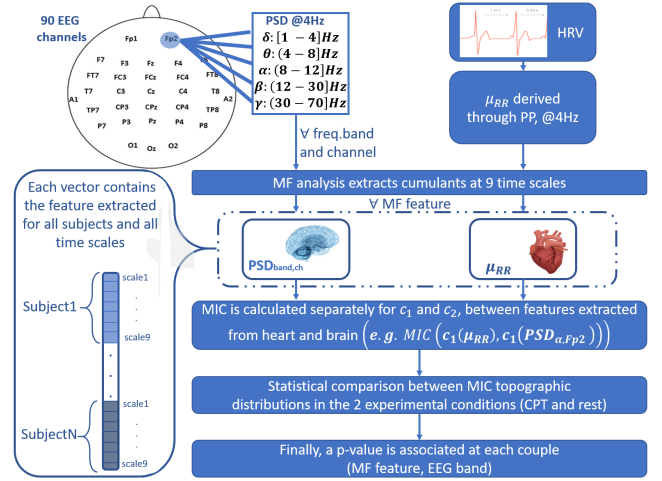 90 EEG
channels
Fp1 Fp2
F7 F3 Fz F4
FT7 FC3 FCz FC4 FT8
A1 T7 C3 C4 T8 A2
TP7 CP3 CPz CP4 TP8
P7 P3 Pz P4 P8
O1 Oz O2
PSD @4Hz
δ: [1 − 4]Hz
θ: (4 − 8]Hz
α: (8 − 12]Hz
β: (12 − 30]Hz
γ: (30 − 70]Hz
∀ freq.band
and channel
HRV
μRR derived
through PP, @4Hz
MF analysis extracts cumulants at 9 time scales
∀ MF feature
PSDband,ch
μRR
Each vector contains
the feature extracted
for all subjects and all
time scales
Subject1
scale1
scale9
SubjectN
scale1
scale9
MIC is calculated separately for c1 and c2, between features extracted
from heart and brain (e.g. MIC (c1(μRR), c1(PSDα,Fp2)))
Statistical comparison between MIC topographic
distributions in the 2 experimental conditions (CPT and rest)
Finally, a p-value is associated at each couple
(MF feature, EEG band)